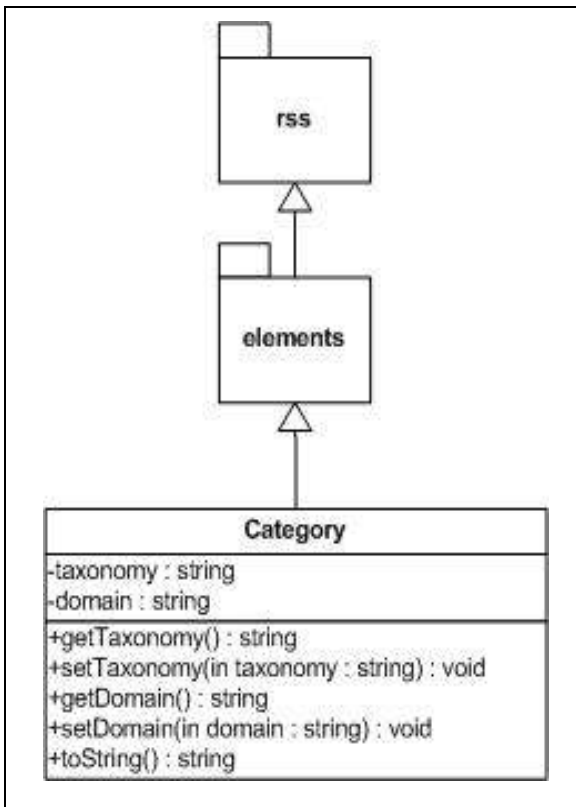 rss
elements
Category
-taxonomy : string
-domain : string
+getTaxonomy() : string
+setTaxonomy(in taxonomy : string) : void
+getDomain() : string
+setDomain(in domain : string) : void
+toString() : string